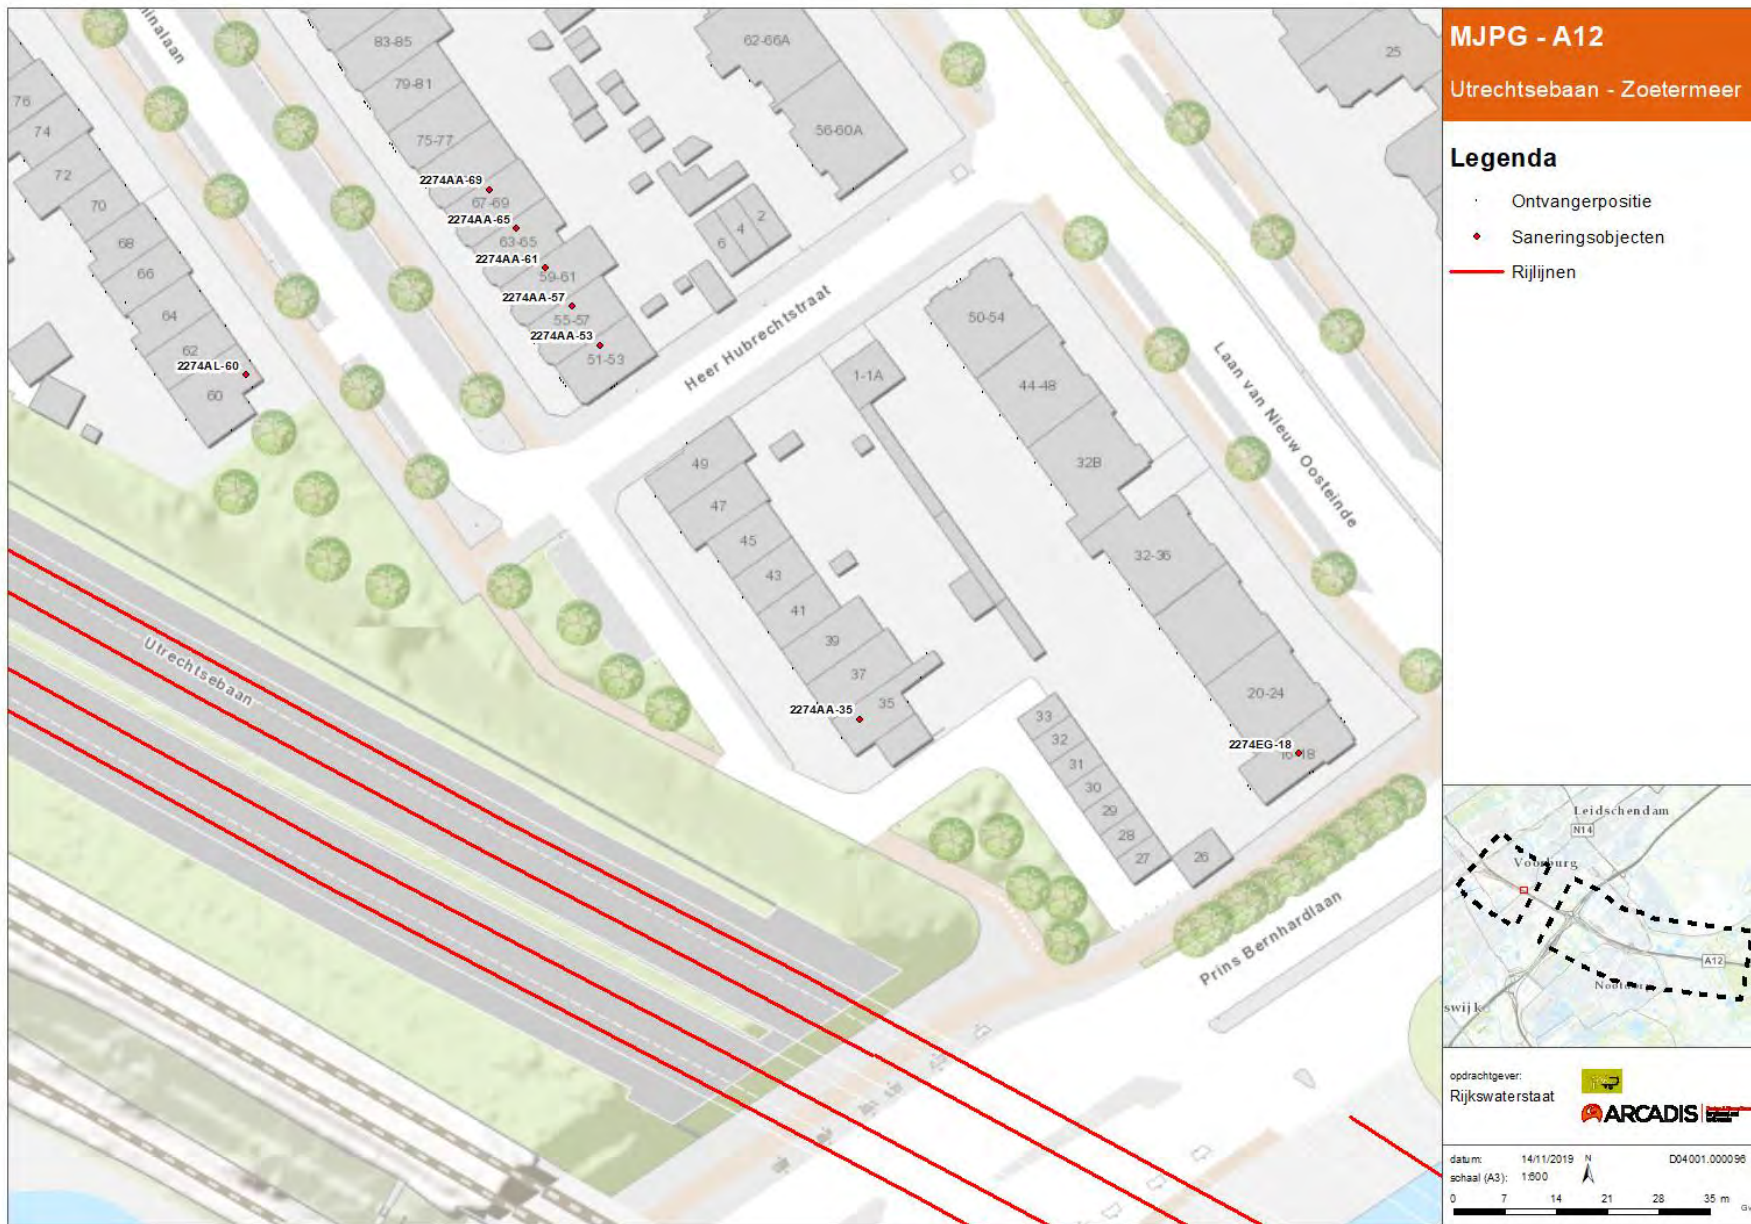 MJPG - A12
Utrechtsebaan - Zoetermeer
Legenda
Ontvangerpositie
Saneringsobjecten
Rijlijnen
83-85
79-81
75-77
2274AA-69
67-69
2274AA-65
63-65
2274AA-61
59-61
2274AA-57
55-57
2274AA-53
51-53
62-66A
56-60A
25
76
74
72
70
68
66
64
62
2274AL-60
60
6
4
2
Heer Hubrechtstraat
Laan van Nieuw Oosteinde
50-54
44-48
32B
32-36
20-24
2274EG-18
1-1A
49
47
45
43
41
39
37
35
2274AA-35
33
32
31
30
29
28
27
26
Utrechtsebaan
Prins Bernhardlaan
Leidschendam
N14
Voorburg
A12
swijk
opdrachtgever:
Rijkswaterstaat
ARCADIS
datum: 14/11/2019 N D04001.000096
schaal (A3): 1:600
0 7 14 21 28 35 m